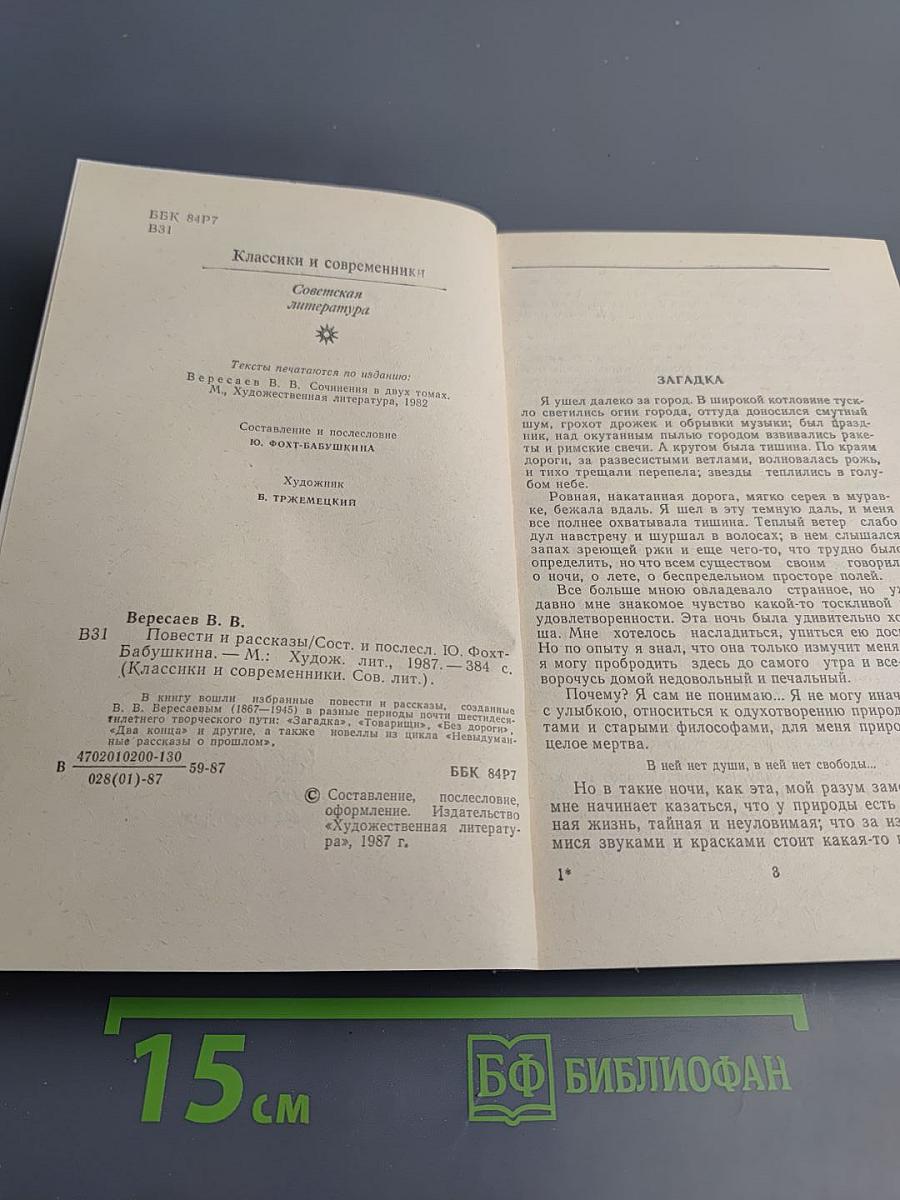 ББК 84Р7
В31
Классики и современники
Советская
литература
Тексты печатаются по изданию:
Вересаев В. В. Сочинения в двух томах.
М., Художественная литература, 1982
Составление и послесловие
Ю. ФОХТ-БАБУШКИНА
Художник
Б. ТРЖЕМЕЦКИЙ
Вересаев В. В.
В31 Повести и рассказы/Сост. и послесл. Ю. Фохт-
Бабушкина. — М.: Худож. лит., 1987. — 384 с.
(Классики и современники. Сов. лит.).
В книгу вошли избранные повести и рассказы, созданные
В. В. Вересаевым (1867—1945) в разные периоды почти шестидеся-
тилетнего творческого пути: «Загадка», «Товарищи», «Без дороги»,
«Два конца» и другие, а также новеллы из цикла «Невыдуман-
ные рассказы о прошлом».
В 4702010200-130 59-87
028(01)-87
ББК 84Р7
© Составление, послесловие,
оформление. Издательство
«Художественная литерату-
ра», 1987 г.
ЗАГАДКА
Я ушел далеко за город. В широкой котловине туск-
ло светились огни города, оттуда доносился смутный
шум, грохот дрожек и обрывки музыки; был празд-
ник, над окутанным пылью городом взвивались раке-
ты и римские свечи. А кругом была тишина. По краям
дороги, за развесистыми ветлами, волновалась рожь,
и тихо трещали перепела; звезды теплились в голу-
бом небе.
Ровная, накатанная дорога, мягко серея в мурав-
ке, бежала вдаль. Я шел в эту темную даль, и меня
все полнее охватывала тишина. Теплый ветер слабо
дул навстречу и шуршал в волосах; в нем слышался
запах зреющей ржи и еще чего-то, что трудно было
определить, но что всем существом своим говорил
о ночи, о лете, о беспредельном просторе полей.
Все больше мною овладевало странное, но уж
давно мне знакомое чувство какой-то тоскливой
удовлетворенности. Эта ночь была удивительно хо
ша. Мне хотелось насладиться, упиться ею дос
Но по опыту я знал, что она только измучит меня
я могу пробродить здесь до самого утра и все-
ворочусь домой недовольный и печальный.
Почему? Я сам не понимаю... Я не могу инач
с улыбкою, относиться к одухотворению природ
тами и старыми философами, для меня приро
целое мертва.
В ней нет души, в ней нет свободы...
Но в такие ночи, как эта, мой разум заме
мне начинает казаться, что у природы есть
ная жизнь, тайная и неуловимая; что за из
мися звуками и красками стоит какая-то
1* 3
15 см
БФ БИБЛИОФАН